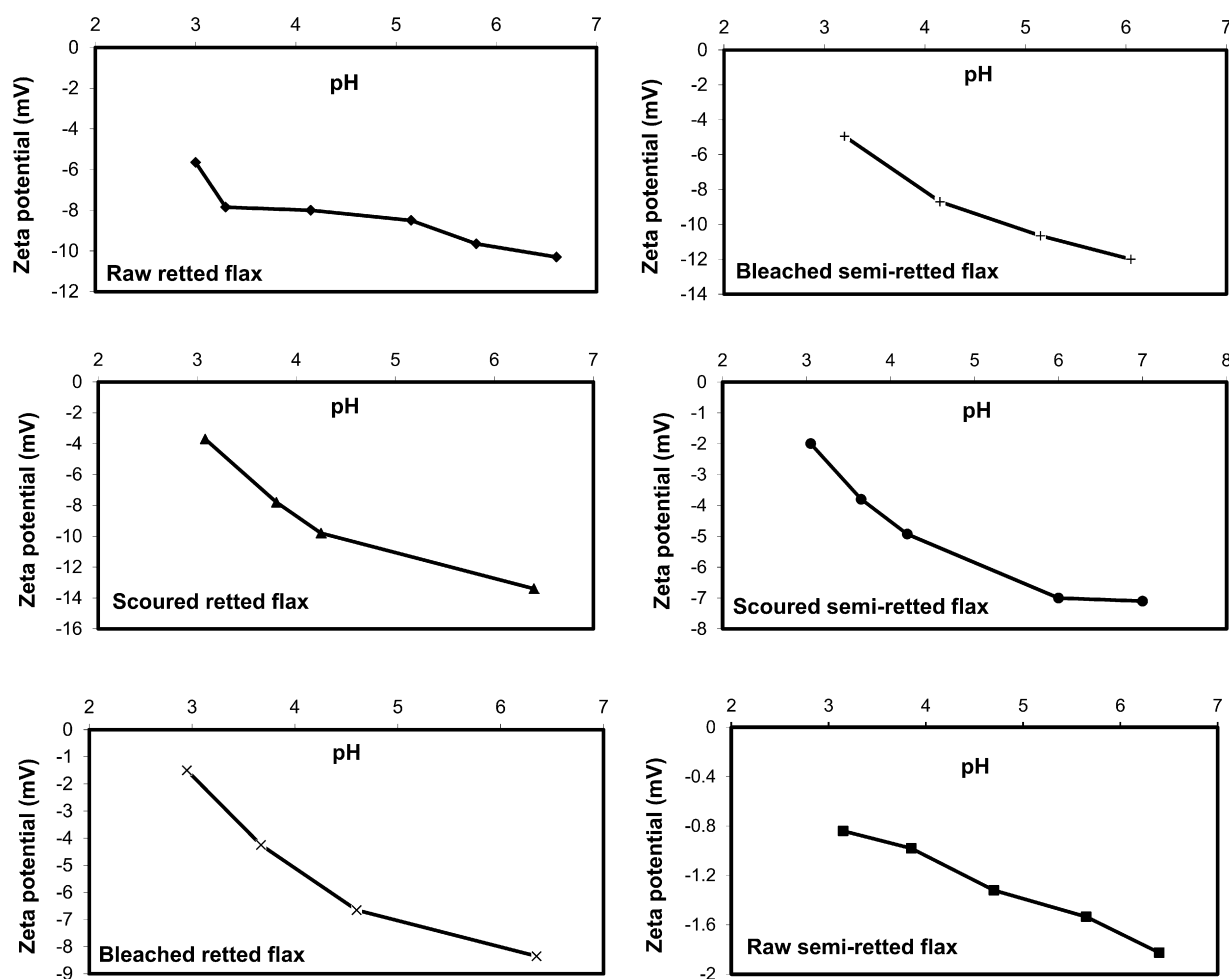 2 3 4 5 6 7
0
-2
-4
-6
-8
-10
-12
Zeta potential (mV)
pH
Raw retted flax
2 3 4 5 6 7
0
-2
-4
-6
-8
-10
-12
-14
Zeta potential (mV)
pH
Bleached semi-retted flax
2 3 4 5 6 7
0
-2
-4
-6
-8
-10
-12
-14
-16
Zeta potential (mV)
pH
Scoured retted flax
2 3 4 5 6 7 8
0
-1
-2
-3
-4
-5
-6
-7
-8
Zeta potential (mV)
pH
Scoured semi-retted flax
2 3 4 5 6 7
0
-1
-2
-3
-4
-5
-6
-7
-8
-9
Zeta potential (mV)
pH
Bleached retted flax
2 3 4 5 6 7
0
-0.4
-0.8
-1.2
-1.6
-2
Zeta potential (mV)
pH
Raw semi-retted flax